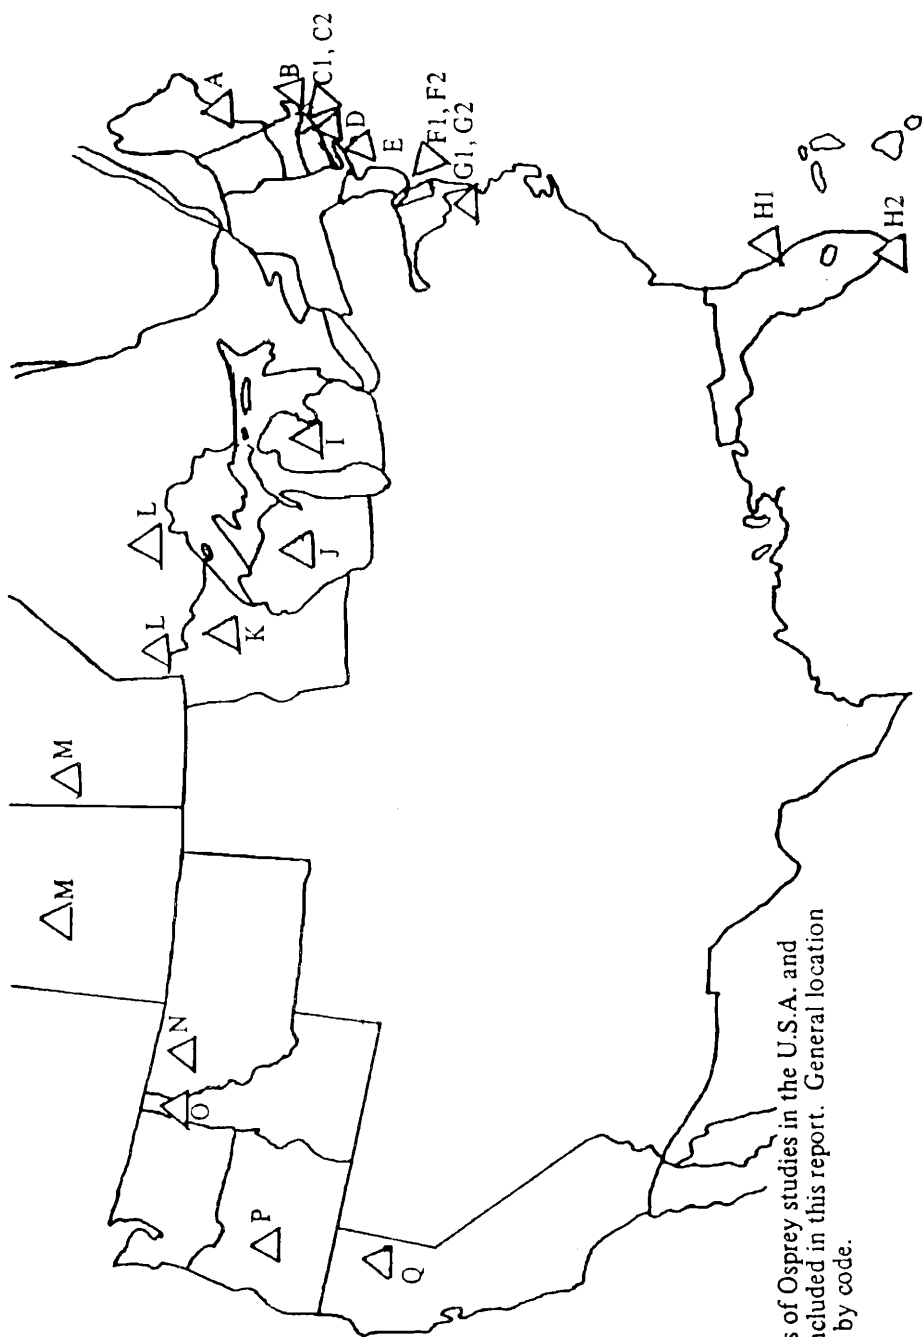 M
M
L
L
N
O
A
K
P
B
C1, C2
J
I
D
E
Q
F1, F2
G1, G2
H1
H2
s of Osprey studies in the U.S.A. and
ncluded in this report. General location
by code.